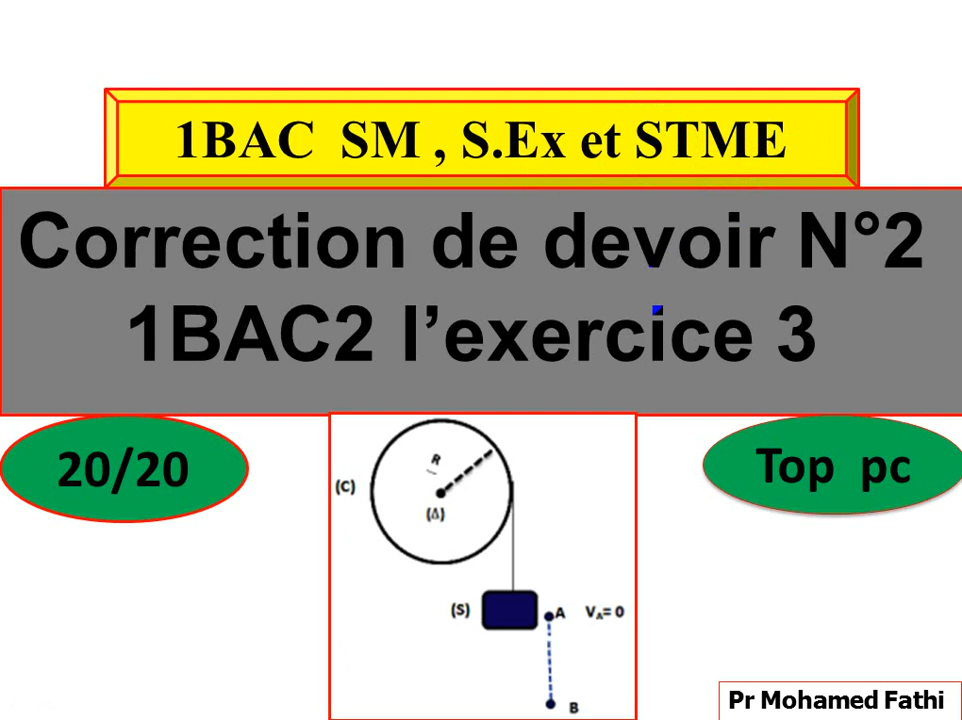 1BAC SM , S.Ex et STME
Correction de devoir N°2
1BAC2 l’exercice 3
20/20
Top pc
R
(C)
(Δ)
(S)
A
VA= 0
B
Pr Mohamed Fathi